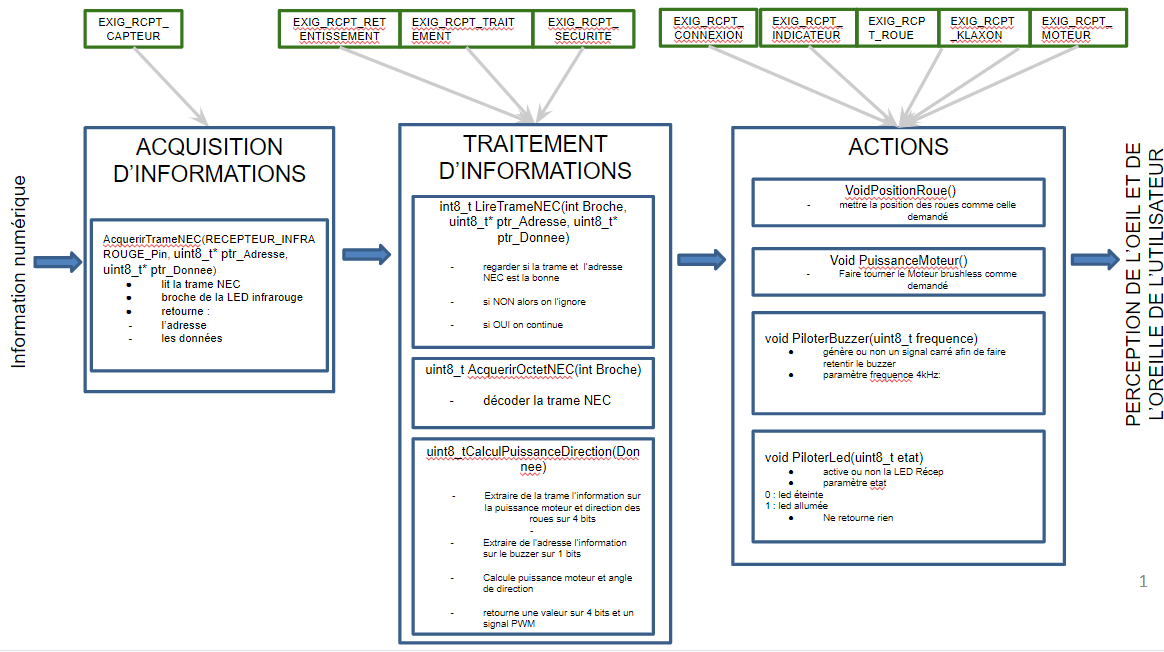 EXIG_RCPT_
CAPTEUR
EXIG_RCPT_RET
ENTISSEMENT
EXIG_RCPT_TRAIT
EMENT
EXIG_RCPT_
SECURITE
EXIG_RCPT_
CONNEXION
EXIG_RCPT_
INDICATEUR
EXIG_RCP
T_ROUE
EXIG_RCPT
_KLAXON
EXIG_RCPT_
MOTEUR
Information numérique
ACQUISITION
D’INFORMATIONS
AcquerirTrameNEC(RECEPTEUR_INFRA
ROUGE_Pin, uint8_t* ptr_Adresse,
uint8_t* ptr_Donnee)
● lit la trame NEC
● broche de la LED infrarouge
● retourne :
- l’adresse
- les données
TRAITEMENT
D’INFORMATIONS
int8_t LireTrameNEC(int Broche,
uint8_t* ptr_Adresse, uint8_t*
ptr_Donnee)
- regarder si la trame et l’adresse
NEC est la bonne
- si NON alors on l’ignore
- si OUI on continue
uint8_t AcquerirOctetNEC(int Broche)
- décoder la trame NEC
uint8_tCalculPuissanceDirection(Don
nee)
- Extraire de la trame l’information sur
la puissance moteur et direction des
roues sur 4 bits
-
- Extraire de l’adresse l’information
sur le buzzer sur 1 bits
- Calcule puissance moteur et angle
de direction
- retourne une valeur sur 4 bits et un
signal PWM
ACTIONS
VoidPositionRoue()
- mettre la position des roues comme celle
demandé
Void PuissanceMoteur()
- Faire tourner le Moteur brushless comme
demandé
void PiloterBuzzer(uint8_t frequence)
● génère ou non un signal carré afin de faire
retentir le buzzer
● paramètre frequence 4kHz:
void PiloterLed(uint8_t etat)
● active ou non la LED Récep
● paramètre etat
0 : led éteinte
1 : led allumée
● Ne retourne rien
PERCEPTION DE L’OEIL ET DE
L’OREILLE DE L’UTILISATEUR
1